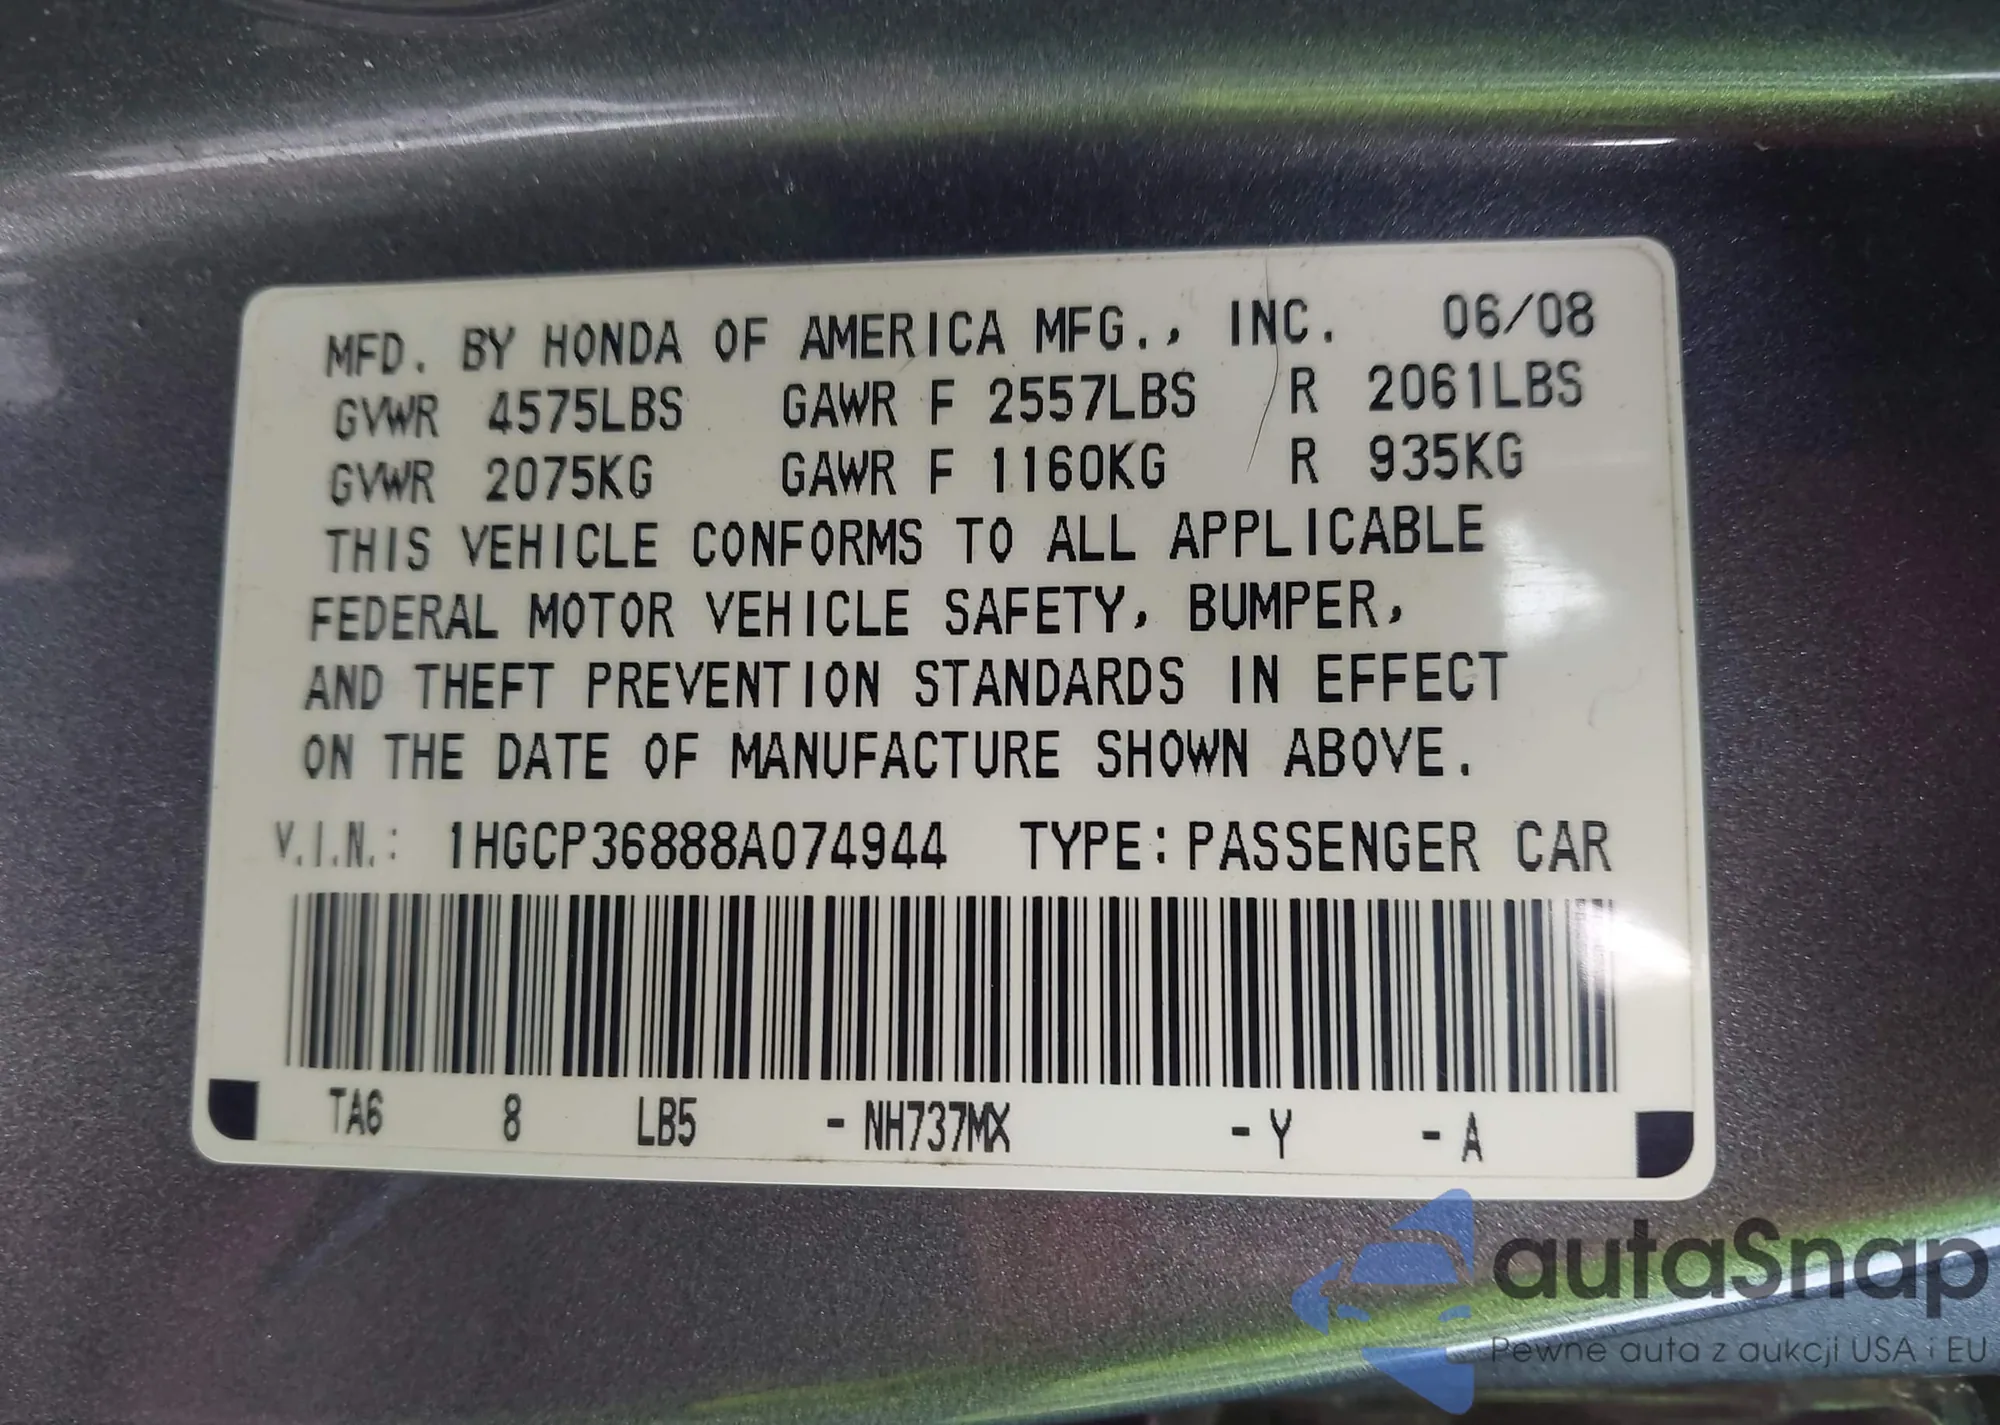 MFD. BY HONDA OF AMERICA MFG., INC. 06/08
GVWR 4575LBS GAWR F 2557LBS R 2061LBS
GVWR 2075KG GAWR F 1160KG R 935KG
THIS VEHICLE CONFORMS TO ALL APPLICABLE
FEDERAL MOTOR VEHICLE SAFETY, BUMPER,
AND THEFT PREVENTION STANDARDS IN EFFECT
ON THE DATE OF MANUFACTURE SHOWN ABOVE.
V.I.N.: 1HGCP36888A074944 TYPE: PASSENGER CAR
TA6 8 LB5 - NH737MX - Y - A
autaSnap
Pewne auta z aukcji USA i EU